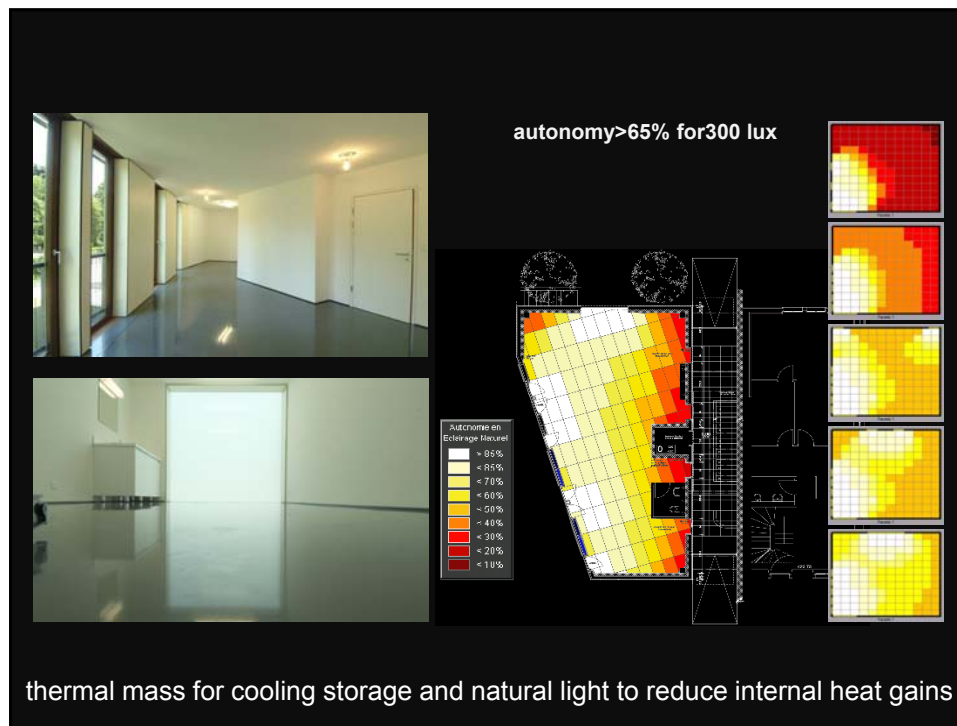 autonomy>65% for300 lux
Autonomie en
Eclairage Naturel
> 85%
< 85%
< 70%
< 60%
< 50%
< 40%
< 30%
< 20%
< 10%
thermal mass for cooling storage and natural light to reduce internal heat gains